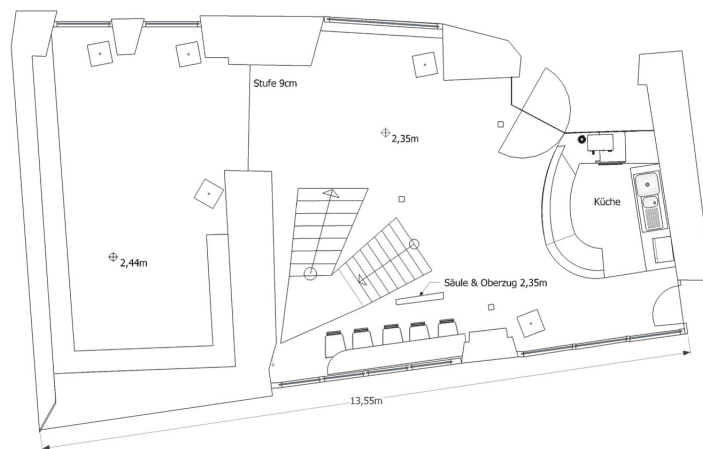 Stufe 9cm
2,35m
Küche
2,44m
Säule & Oberzug 2,35m
13,55m